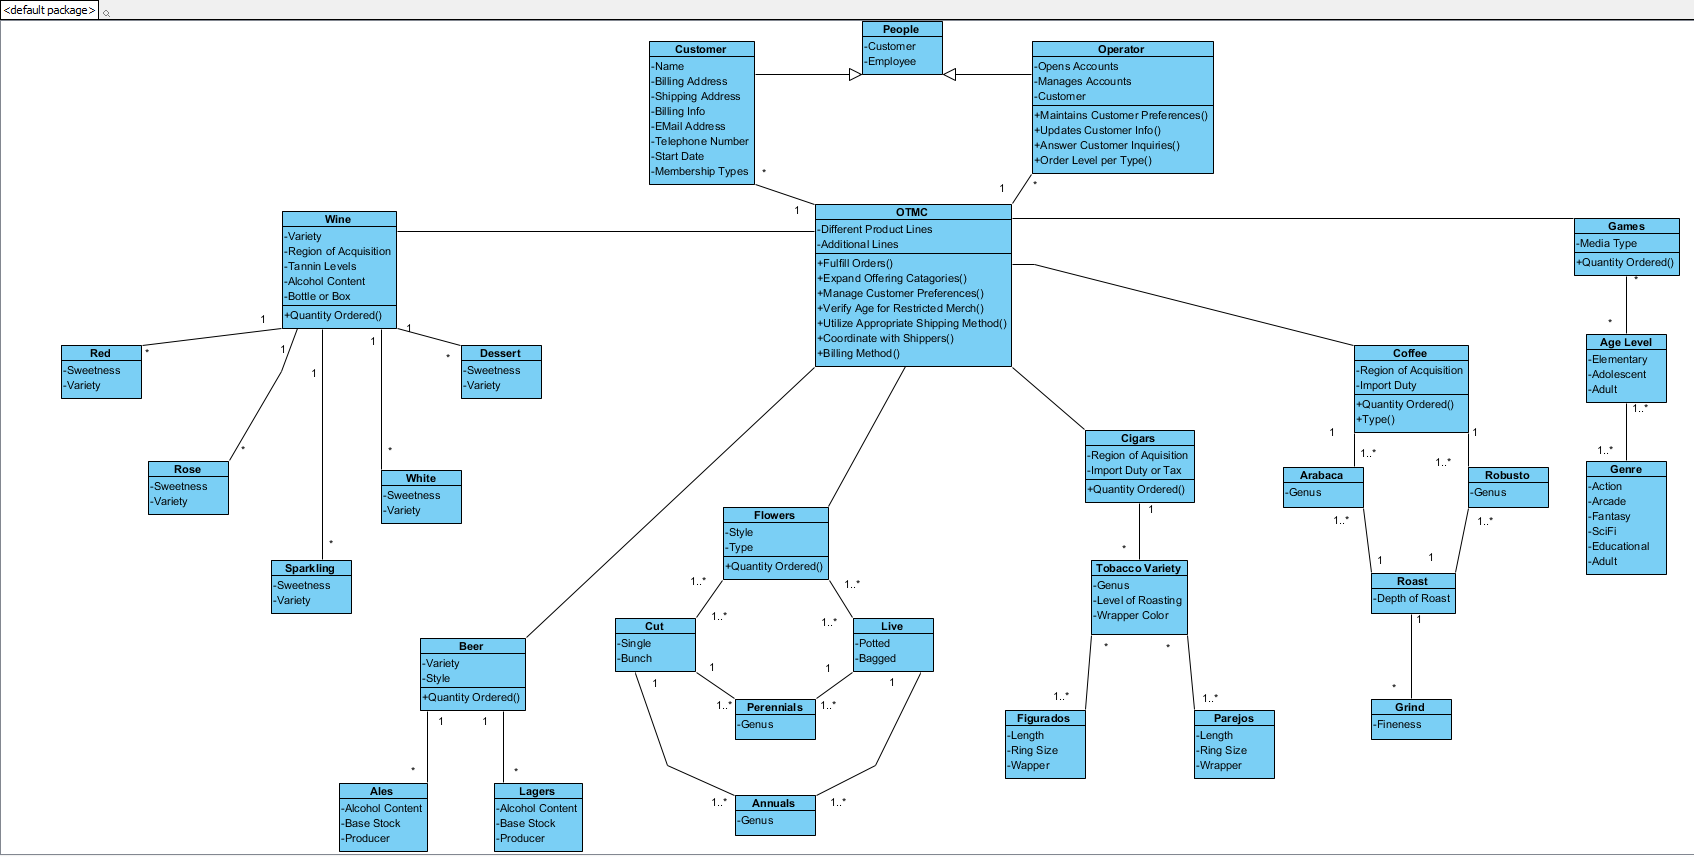 <default package>
People
-Customer
-Employee
Customer
-Name
-Billing Address
-Shipping Address
-Billing Info
-EMail Address
-Telephone Number
-Start Date
-Membership Types
Operator
-Opens Accounts
-Manages Accounts
-Customer
+Maintains Customer Preferences()
+Updates Customer Info()
+Answer Customer Inquiries()
+Order Level per Type()
*
1
1
*
OTMC
-Different Product Lines
-Additional Lines
+Fulfill Orders()
+Expand Offering Catagories()
+Manage Customer Preferences()
+Verify Age for Restricted Merch()
+Utilize Appropriate Shipping Method()
+Coordinate with Shippers()
+Billing Method()
Wine
-Variety
-Region of Acquisition
-Tannin Levels
-Alcohol Content
-Bottle or Box
+Quantity Ordered()
1
*
1
*
1
*
1
*
1
*
Red
-Sweetness
-Variety
Dessert
-Sweetness
-Variety
Rose
-Sweetness
-Variety
White
-Sweetness
-Variety
Sparkling
-Sweetness
-Variety
Games
-Media Type
+Quantity Ordered()
*
*
Age Level
-Elementary
-Adolescent
-Adult
1..*
1..*
Genre
-Action
-Arcade
-Fantasy
-SciFi
-Educational
-Adult
Coffee
-Region of Acquisition
-Import Duty
+Quantity Ordered()
+Type()
1
1..*
1
1..*
Arabaca
-Genus
Robusto
-Genus
1..*
1
1..*
1
Roast
-Depth of Roast
1
*
Grind
-Fineness
Cigars
-Region of Aquisition
-Import Duty or Tax
+Quantity Ordered()
1
*
Tobacco Variety
-Genus
-Level of Roasting
-Wrapper Color
*
*
1..*
1..*
Figurados
-Length
-Ring Size
-Wapper
Parejos
-Length
-Ring Size
-Wrapper
Flowers
-Style
-Type
+Quantity Ordered()
1..*
1..*
1..*
1..*
Cut
-Single
-Bunch
Live
-Potted
-Bagged
1
1
1
1
1..*
1..*
Perennials
-Genus
1..*
1..*
Annuals
-Genus
Beer
-Variety
-Style
+Quantity Ordered()
1
1
*
*
Ales
-Alcohol Content
-Base Stock
-Producer
Lagers
-Alcohol Content
-Base Stock
-Producer